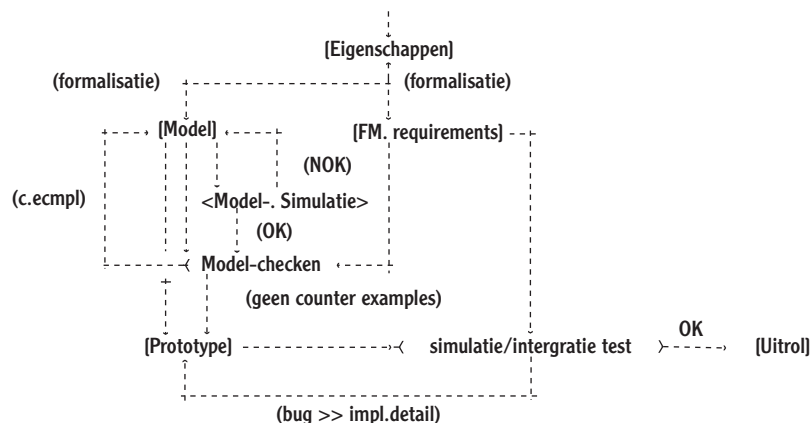 [Eigenschappen]
(formalisatie) (formalisatie)
[Model] [FM. requirements]
(NOK)
(c.ecmpl) <Model-. Simulatie>
(OK)
Model-checken
(geen counter examples)
OK
[Prototype] simulatie/intergratie test [Uitrol]
(bug >> impl.detail)